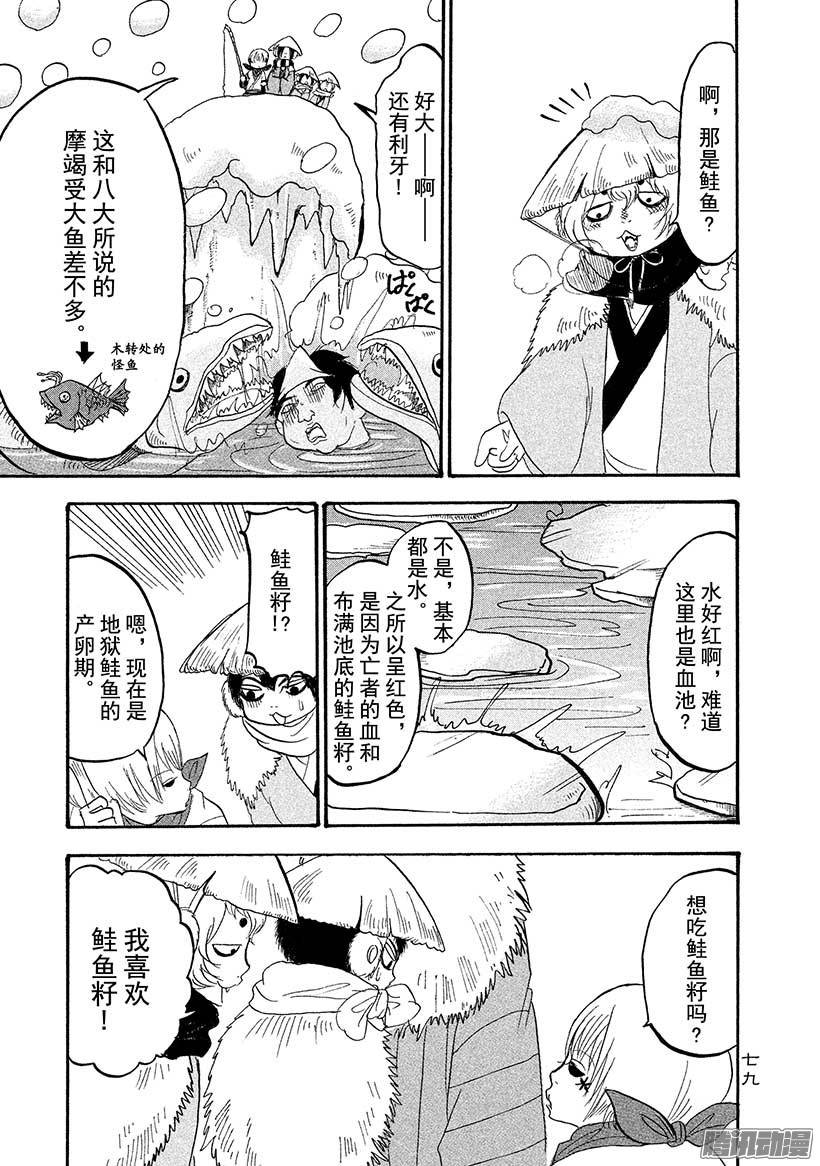 啊，那是鲑鱼？
好大——啊——
还有利牙！
ぱく
ぱく
这和八大所说的
摩竭受大鱼差不多。
木转处的
怪鱼
水好红啊，难道
这里也是血池？
不是，基本
都是水。
之所以呈红色，
是因为亡者的血和
布满池底的鲑鱼籽。
鲑鱼
籽！？
嗯，现在是
地狱鲑鱼的
产卵期。
想吃鲑鱼籽吗？
我喜欢
鲑鱼籽！
七九
腾讯动漫